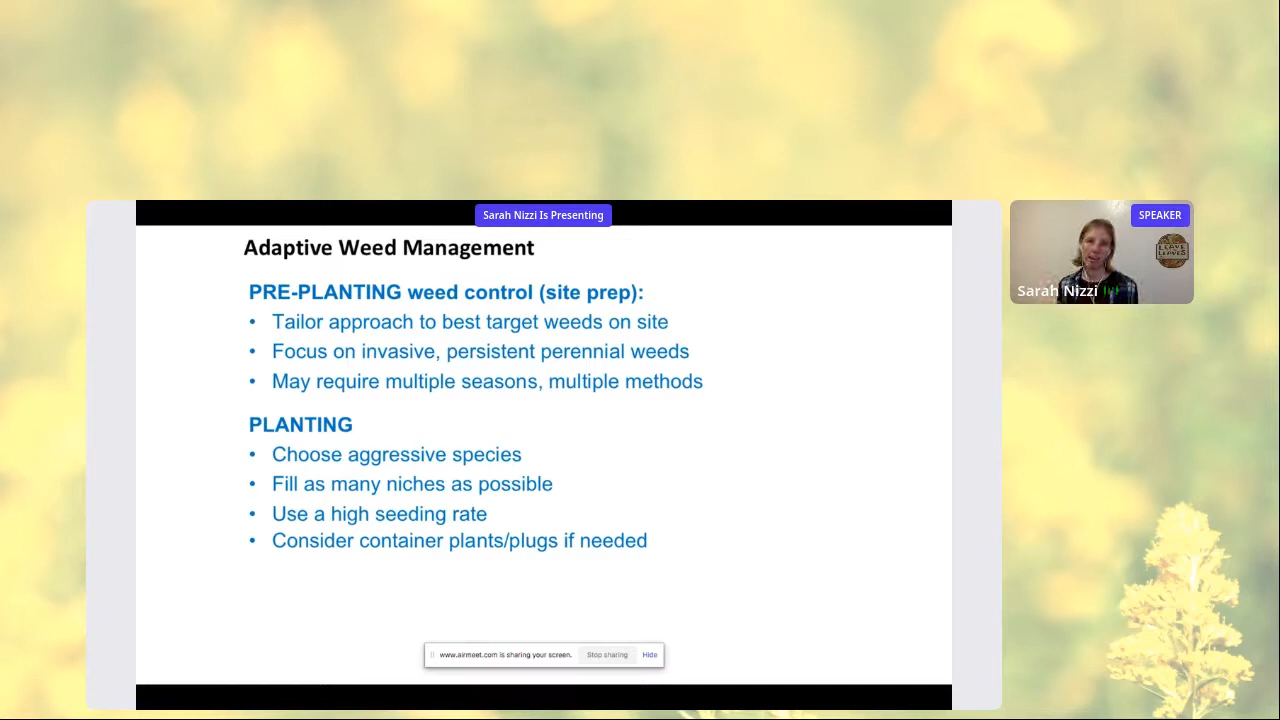 Sarah Nizzi Is Presenting
SPEAKER
LEAVE
LEAVES
Sarah Nizzi
Adaptive Weed Management
PRE-PLANTING weed control (site prep):
• Tailor approach to best target weeds on site
• Focus on invasive, persistent perennial weeds
• May require multiple seasons, multiple methods
PLANTING
• Choose aggressive species
• Fill as many niches as possible
• Use a high seeding rate
• Consider container plants/plugs if needed
www.airmeet.com is sharing your screen. Stop sharing Hide